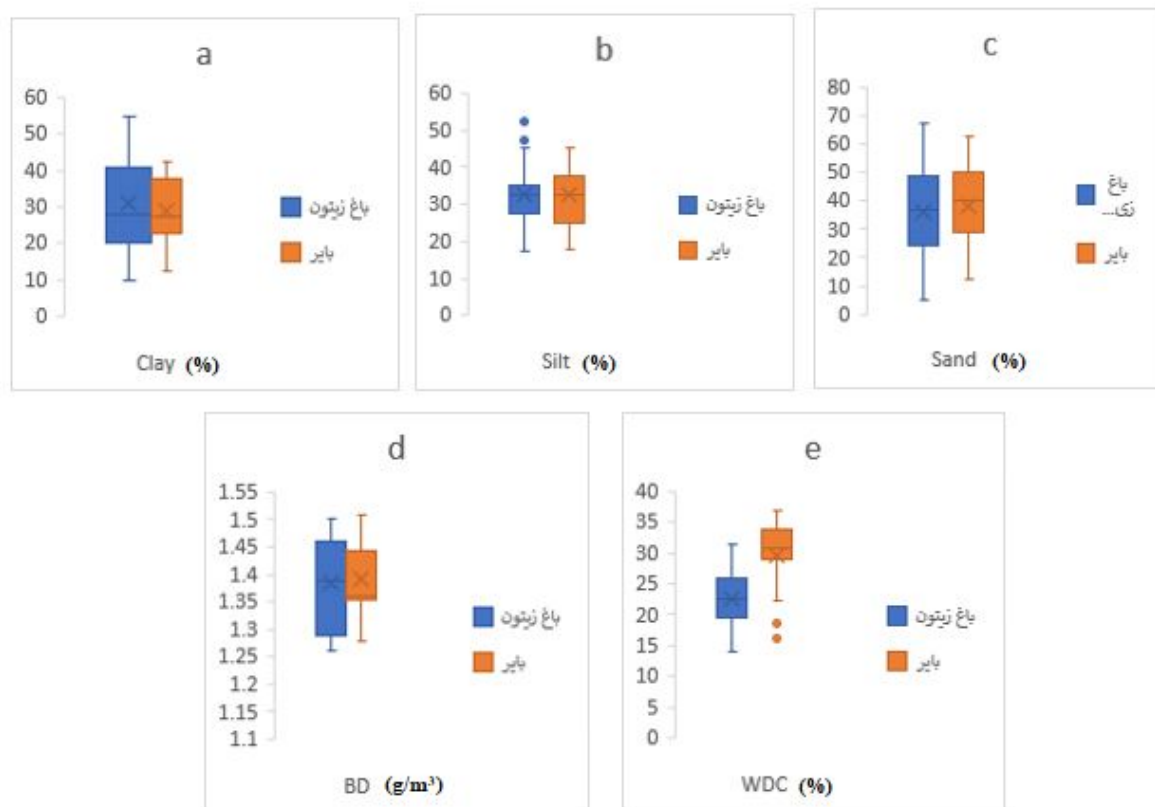 a
60
50
40
30
20
10
0
باغ زیتون
بایر
Clay (%)
b
60
50
40
30
20
10
0
باغ زیتون
بایر
Silt (%)
c
80
70
60
50
40
30
20
10
0
باغ
زی...
بایر
Sand (%)
d
1.55
1.5
1.45
1.4
1.35
1.3
1.25
1.2
1.15
1.1
باغ زیتون
بایر
BD (g/m³)
e
40
35
30
25
20
15
10
5
0
باغ زیتون
بایر
WDC (%)